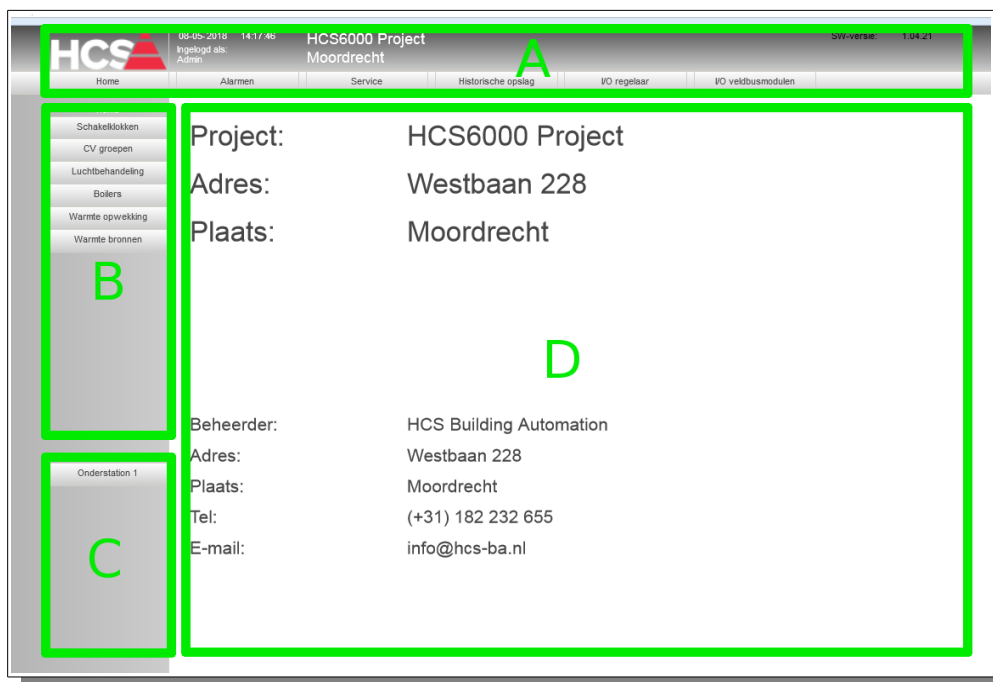 08-05-2018 14:17:46 HCS6000 Project SW-versie: 1.04.21
HCS Ingelogd als:
Admin Moordrecht
A
Home Alarmen Service Historische opslag I/O regelaar I/O veldbusmodulen
Home
Schakelklokken
CV groepen
Luchtbehandeling
Boilers
Warmte opwekking
Warmte bronnen
B
Onderstation 1
C
Project: HCS6000 Project
Adres: Westbaan 228
Plaats: Moordrecht
D
Beheerder: HCS Building Automation
Adres: Westbaan 228
Plaats: Moordrecht
Tel: (+31) 182 232 655
E-mail: info@hcs-ba.nl